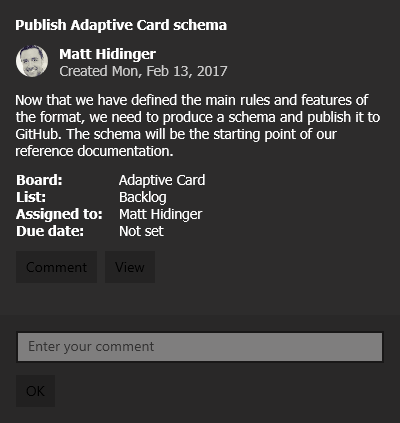 Publish Adaptive Card schema
Matt Hidinger
Created Mon, Feb 13, 2017
Now that we have defined the main rules and features of
the format, we need to produce a schema and publish it to
GitHub. The schema will be the starting point of our
reference documentation.
Board: Adaptive Card
List: Backlog
Assigned to: Matt Hidinger
Due date: Not set
Comment View
Enter your comment
OK